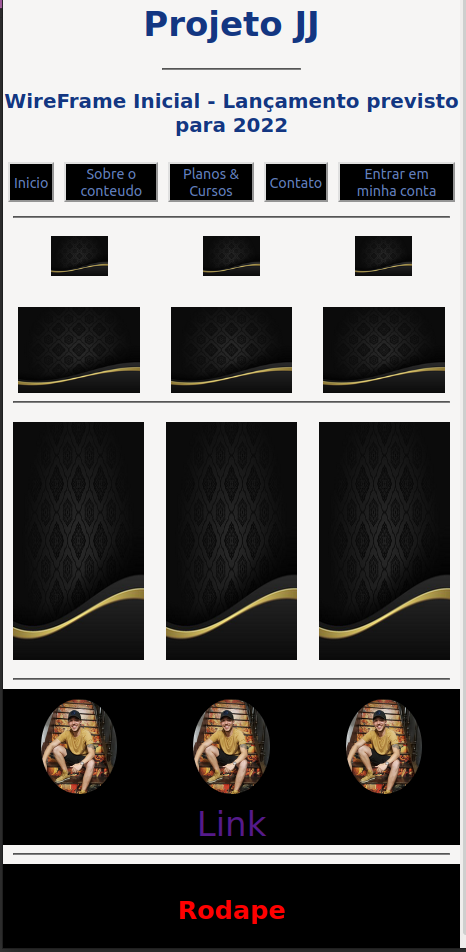 Projeto JJ
WireFrame Inicial - Lançamento previsto
para 2022
Inicio
Sobre o
conteudo
Planos &
Cursos
Contato
Entrar em
minha conta
Link
Rodape